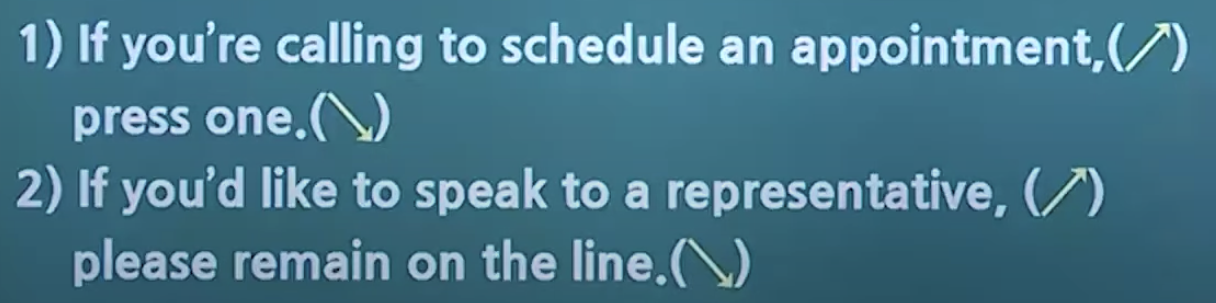 1) If you're calling to schedule an appointment,(↗)
press one.(↘)
2) If you'd like to speak to a representative, (↗)
please remain on the line.(↘)